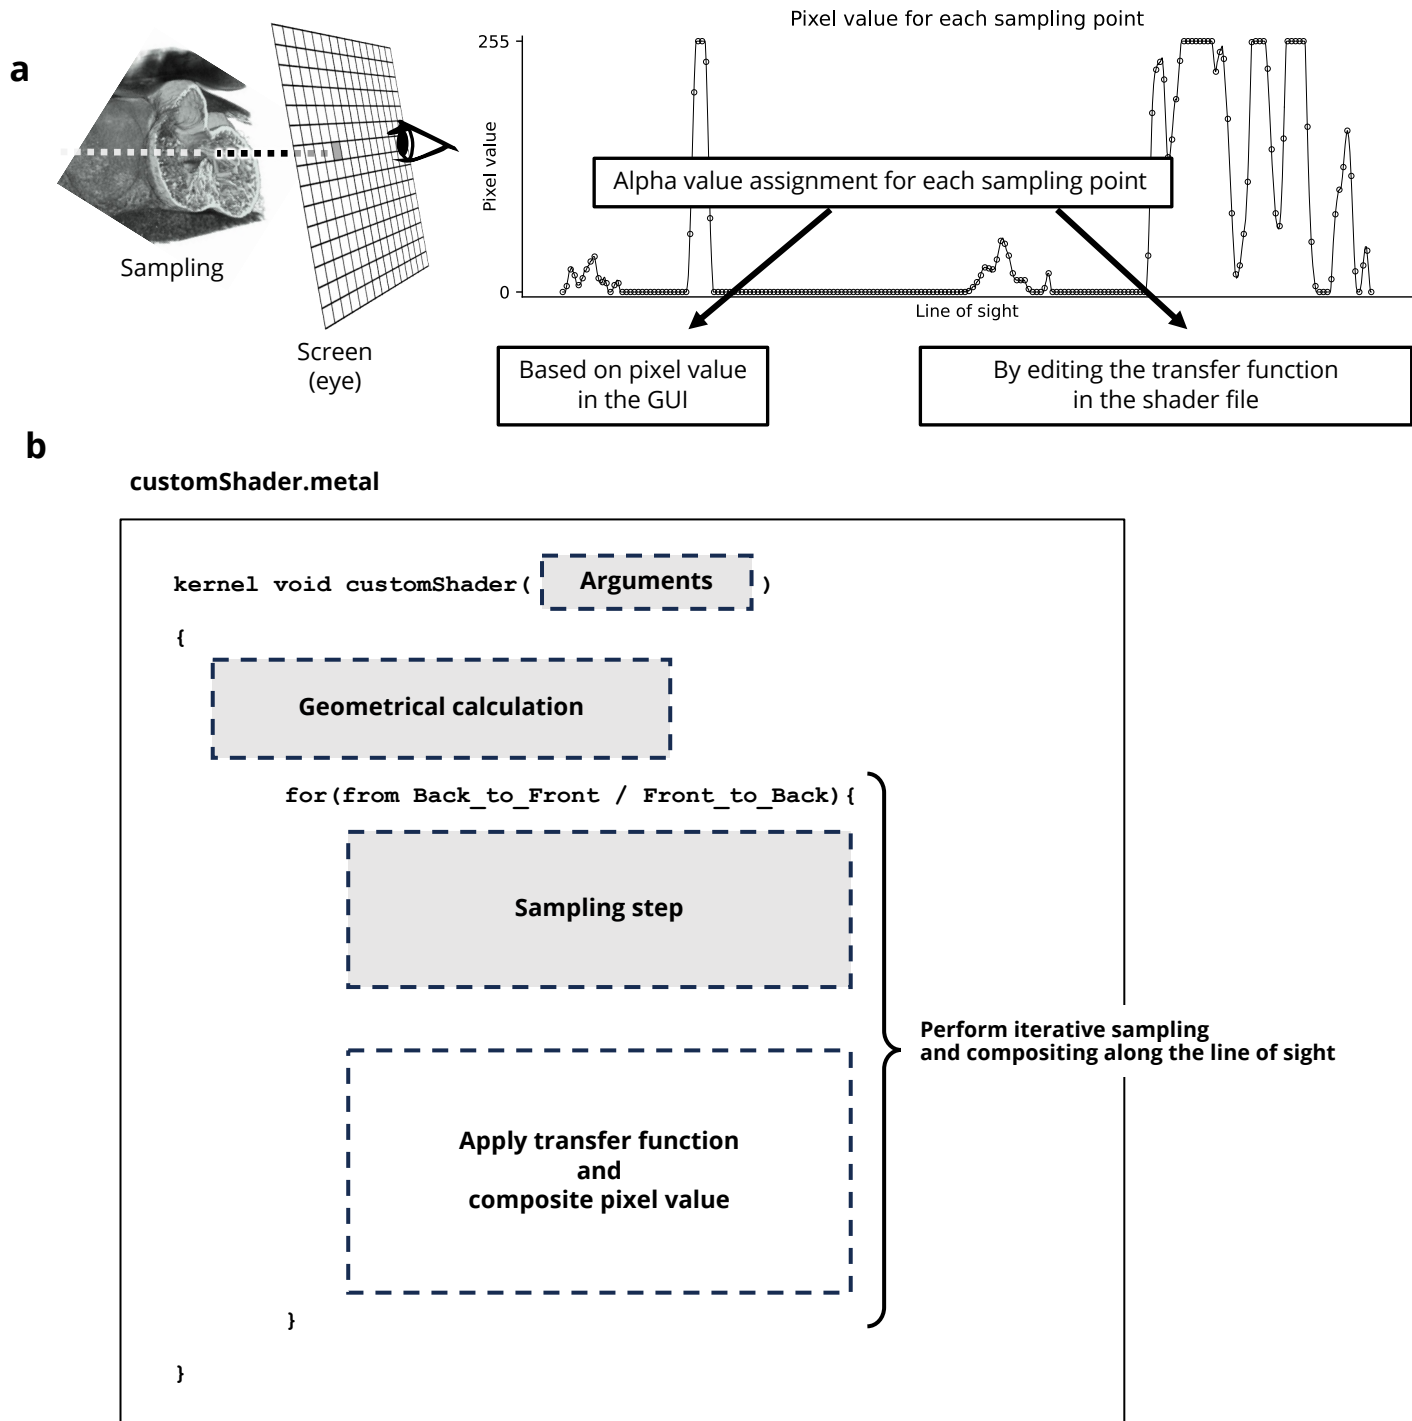 a
Sampling
Screen
(eye)
Pixel value for each sampling point
255
Pixel value
0
Line of sight
Alpha value assignment for each sampling point
Based on pixel value
in the GUI
By editing the transfer function
in the shader file
b
customShader.metal
kernel void customShader( Arguments )
{
Geometrical calculation
for(from Back_to_Front / Front_to_Back){
Sampling step
Apply transfer function
and
composite pixel value
Perform iterative sampling
and compositing along the line of sight
}
}